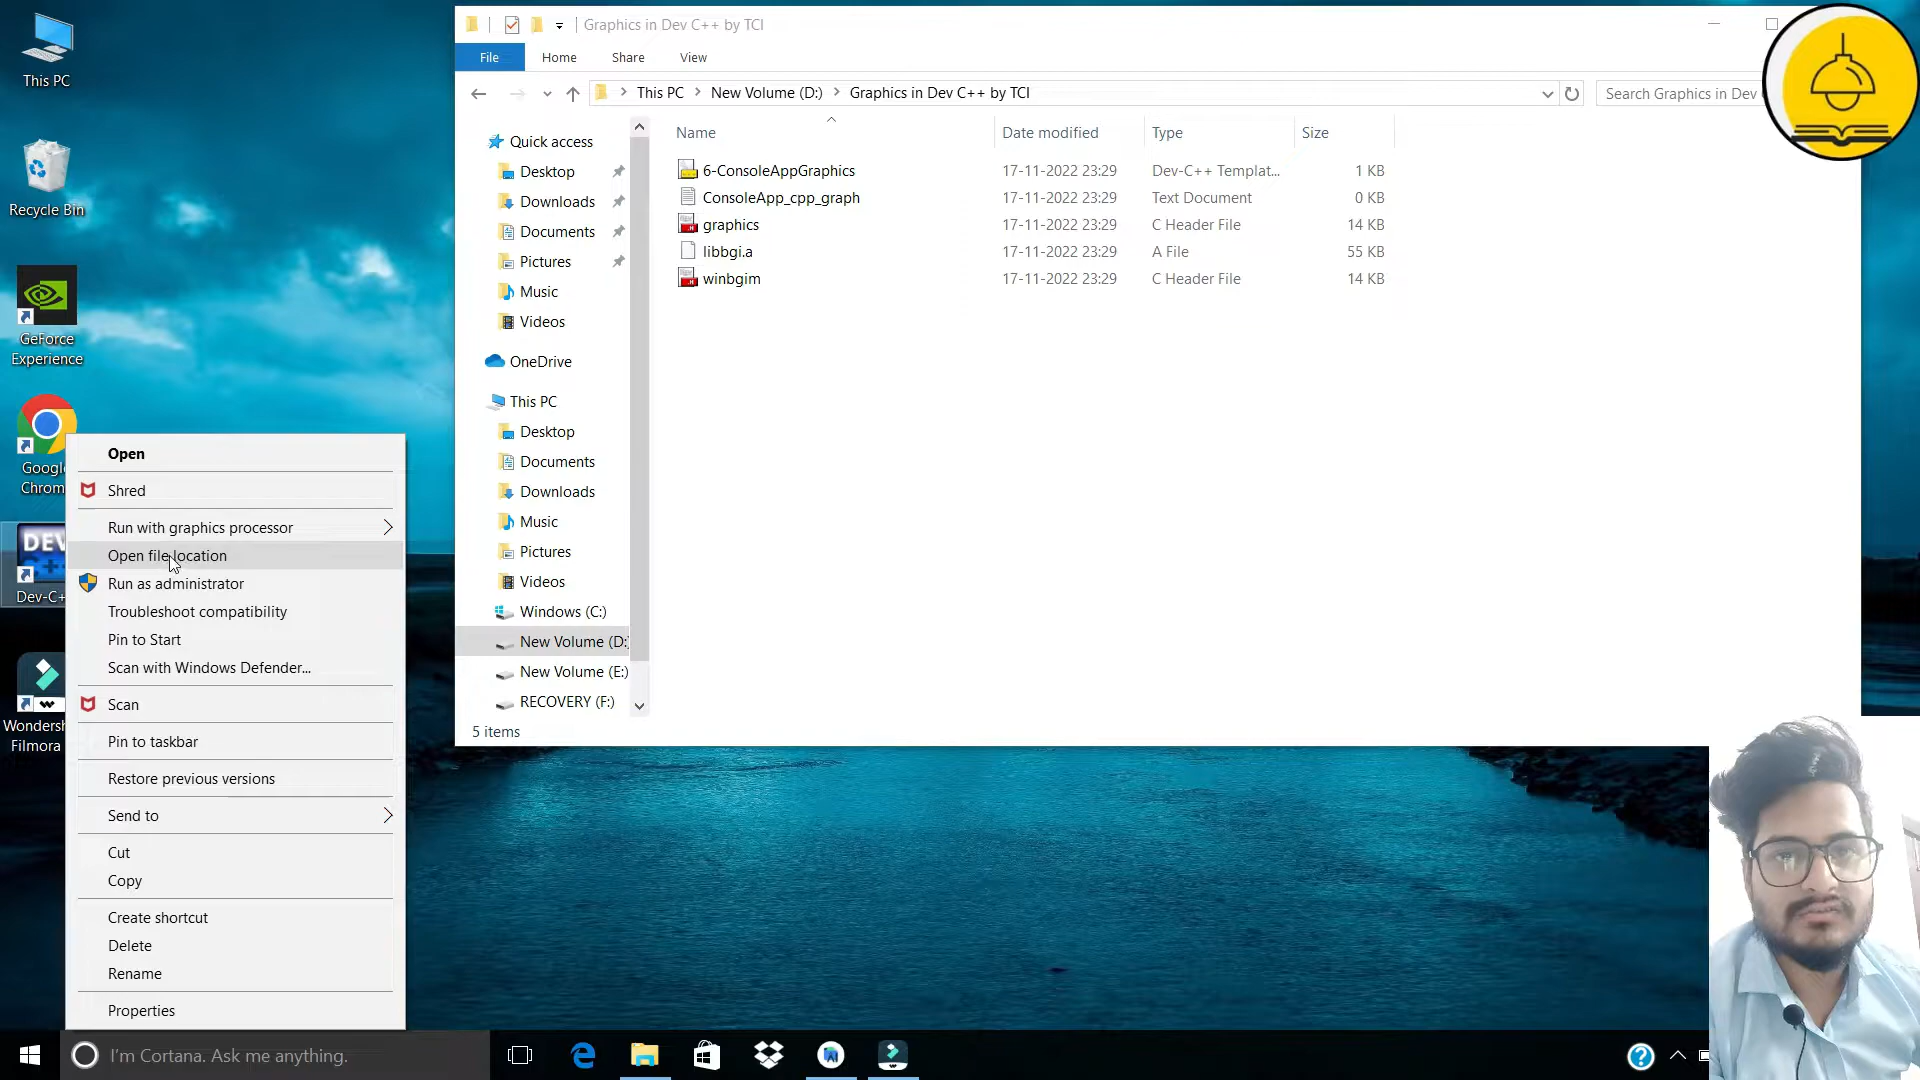 This PC
Recycle Bin
GeForce
Experience
Google
Chrom
DEV
C+
Dev-C+
Wondersh
Filmora
Open
Shred
Run with graphics processor
Open file location
Run as administrator
Troubleshoot compatibility
Pin to Start
Scan with Windows Defender...
Scan
Pin to taskbar
Restore previous versions
Send to
Cut
Copy
Create shortcut
Delete
Rename
Properties
Graphics in Dev C++ by TCI
File Home Share View
This PC New Volume (D:) Graphics in Dev C++ by TCI
Search Graphics in Dev
Name Date modified Type Size
6-ConsoleAppGraphics 17-11-2022 23:29 Dev-C++ Templat... 1 KB
ConsoleApp_cpp_graph 17-11-2022 23:29 Text Document 0 KB
graphics 17-11-2022 23:29 C Header File 14 KB
libbgi.a 17-11-2022 23:29 A File 55 KB
winbgim 17-11-2022 23:29 C Header File 14 KB
Quick access
Desktop
Downloads
Documents
Pictures
Music
Videos
OneDrive
This PC
Desktop
Documents
Downloads
Music
Pictures
Videos
Windows (C:)
New Volume (D:
New Volume (E:)
RECOVERY (F:)
5 items
I'm Cortana. Ask me anything.